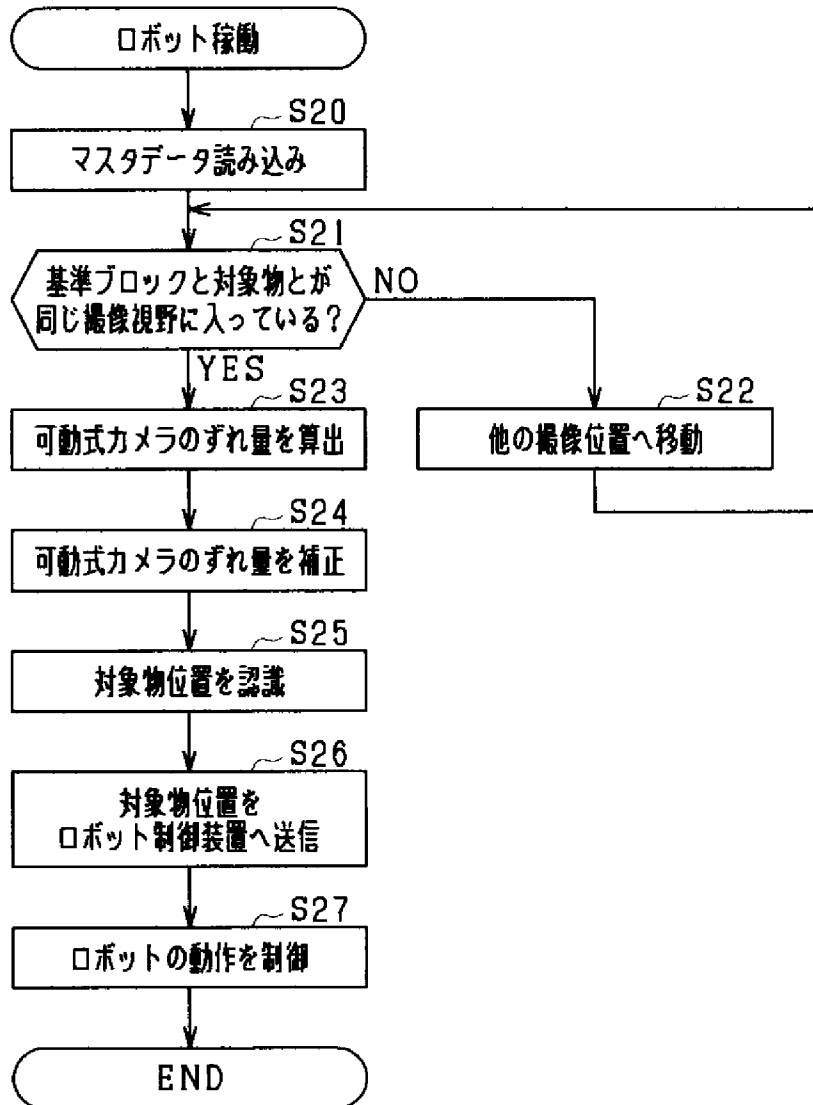 ロボット稼働
S20
マスタデータ読み込み
S21
基準ブロックと対象物とが
同じ撮像視野に入っている?
NO
YES
S22
他の撮像位置へ移動
S23
可動式カメラのずれ量を算出
S24
可動式カメラのずれ量を補正
S25
対象物位置を認識
S26
対象物位置を
ロボット制御装置へ送信
S27
ロボットの動作を制御
END